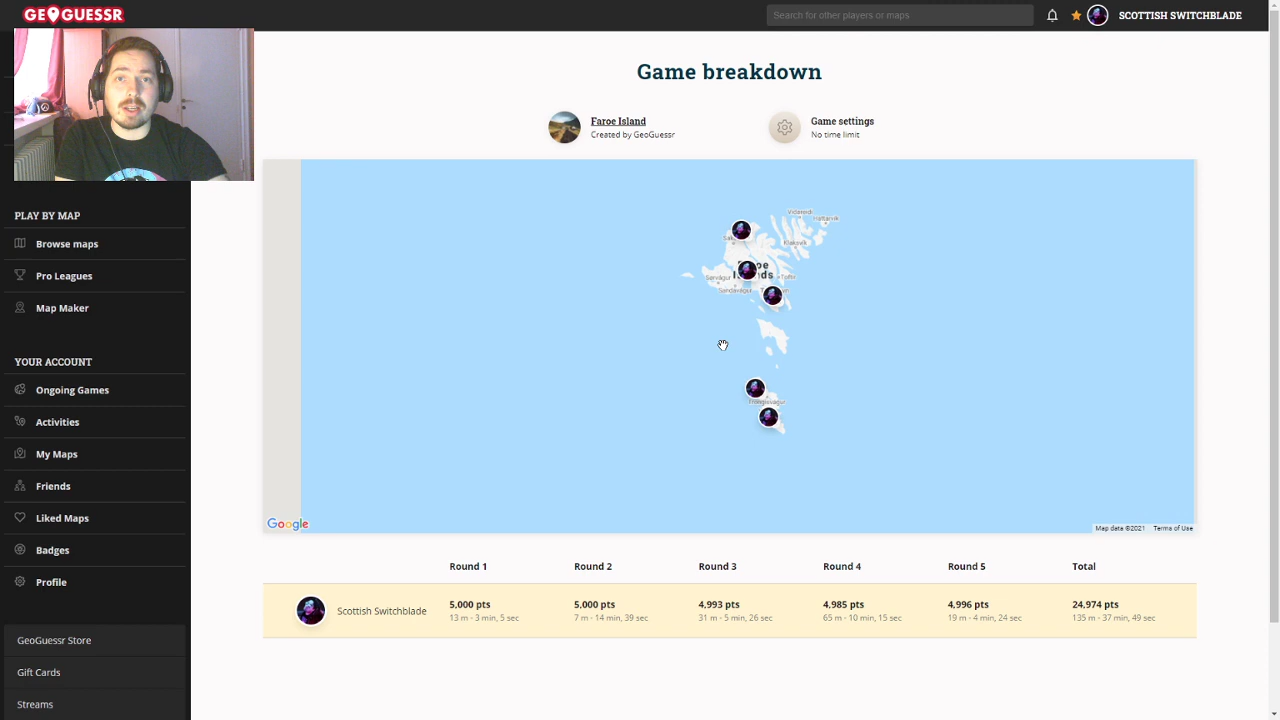 GEOGUESSR
Search for other players or maps
SCOTTISH SWITCHBLADE
Game breakdown
Faroe Island
Created by GeoGuessr
Game settings
No time limit
PLAY BY MAP
Browse maps
Pro Leagues
Map Maker
YOUR ACCOUNT
Ongoing Games
Activities
My Maps
Friends
Liked Maps
Badges
Profile
GeoGuessr Store
Gift Cards
Streams
Viðareiði
Hattarvík
Klaksvík
Sørvágur
Sandavágur
Google
Map data ©2021
Terms of Use
Round 1
Round 2
Round 3
Round 4
Round 5
Total
Scottish Switchblade
5,000 pts
13 m - 3 min, 5 sec
5,000 pts
7 m - 14 min, 39 sec
4,993 pts
31 m - 5 min, 26 sec
4,985 pts
65 m - 10 min, 15 sec
4,996 pts
19 m - 4 min, 24 sec
24,974 pts
135 m - 37 min, 49 sec